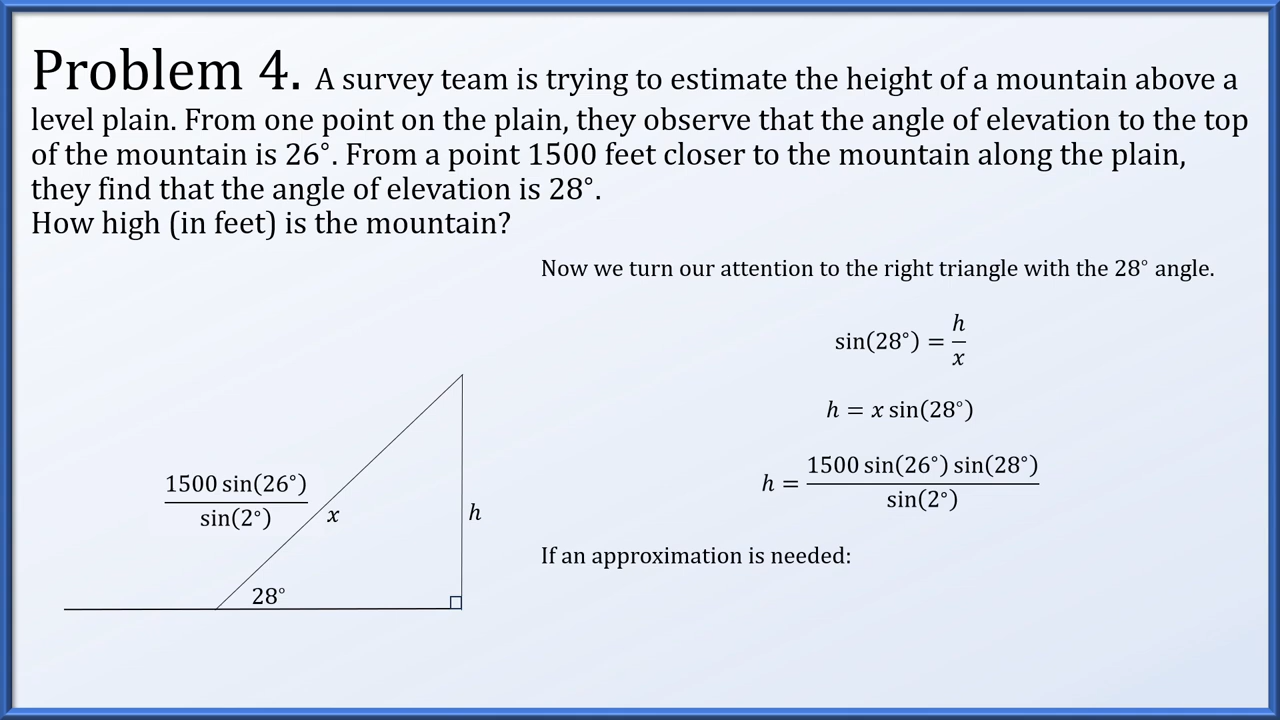 Problem 4. A survey team is trying to estimate the height of a mountain above a
level plain. From one point on the plain, they observe that the angle of elevation to the top
of the mountain is 26°. From a point 1500 feet closer to the mountain along the plain,
they find that the angle of elevation is 28°.
How high (in feet) is the mountain?
Now we turn our attention to the right triangle with the 28° angle.
sin(28°) = h/x
h = x sin(28°)
h = 1500 sin(26°) sin(28°)/sin(2°)
If an approximation is needed:
1500 sin(26°)/sin(2°)
x
h
28°